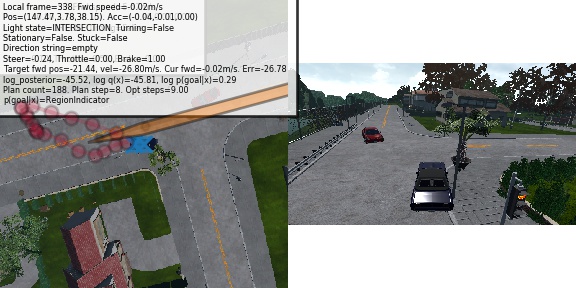 Local frame=338. Fwd speed=-0.02m/s
Pos=(147.47,3.78,38.15). Acc=(-0.04,-0.01,0.00)
Light state=INTERSECTION. Turning=False
Stationary=False. Stuck=False
Direction string=empty
Steer=-0.24, Throttle=0.00, Brake=1.00
Target fwd pos=-21.44, vel=-26.80m/s. Cur fwd=-0.02m/s. Err=-26.78
log_posterior=-45.52, log q(x)=-45.81, log p(goal|x)=0.29
Plan count=188. Plan step=8. Opt steps=9.00
p(goal|x)=RegionIndicator